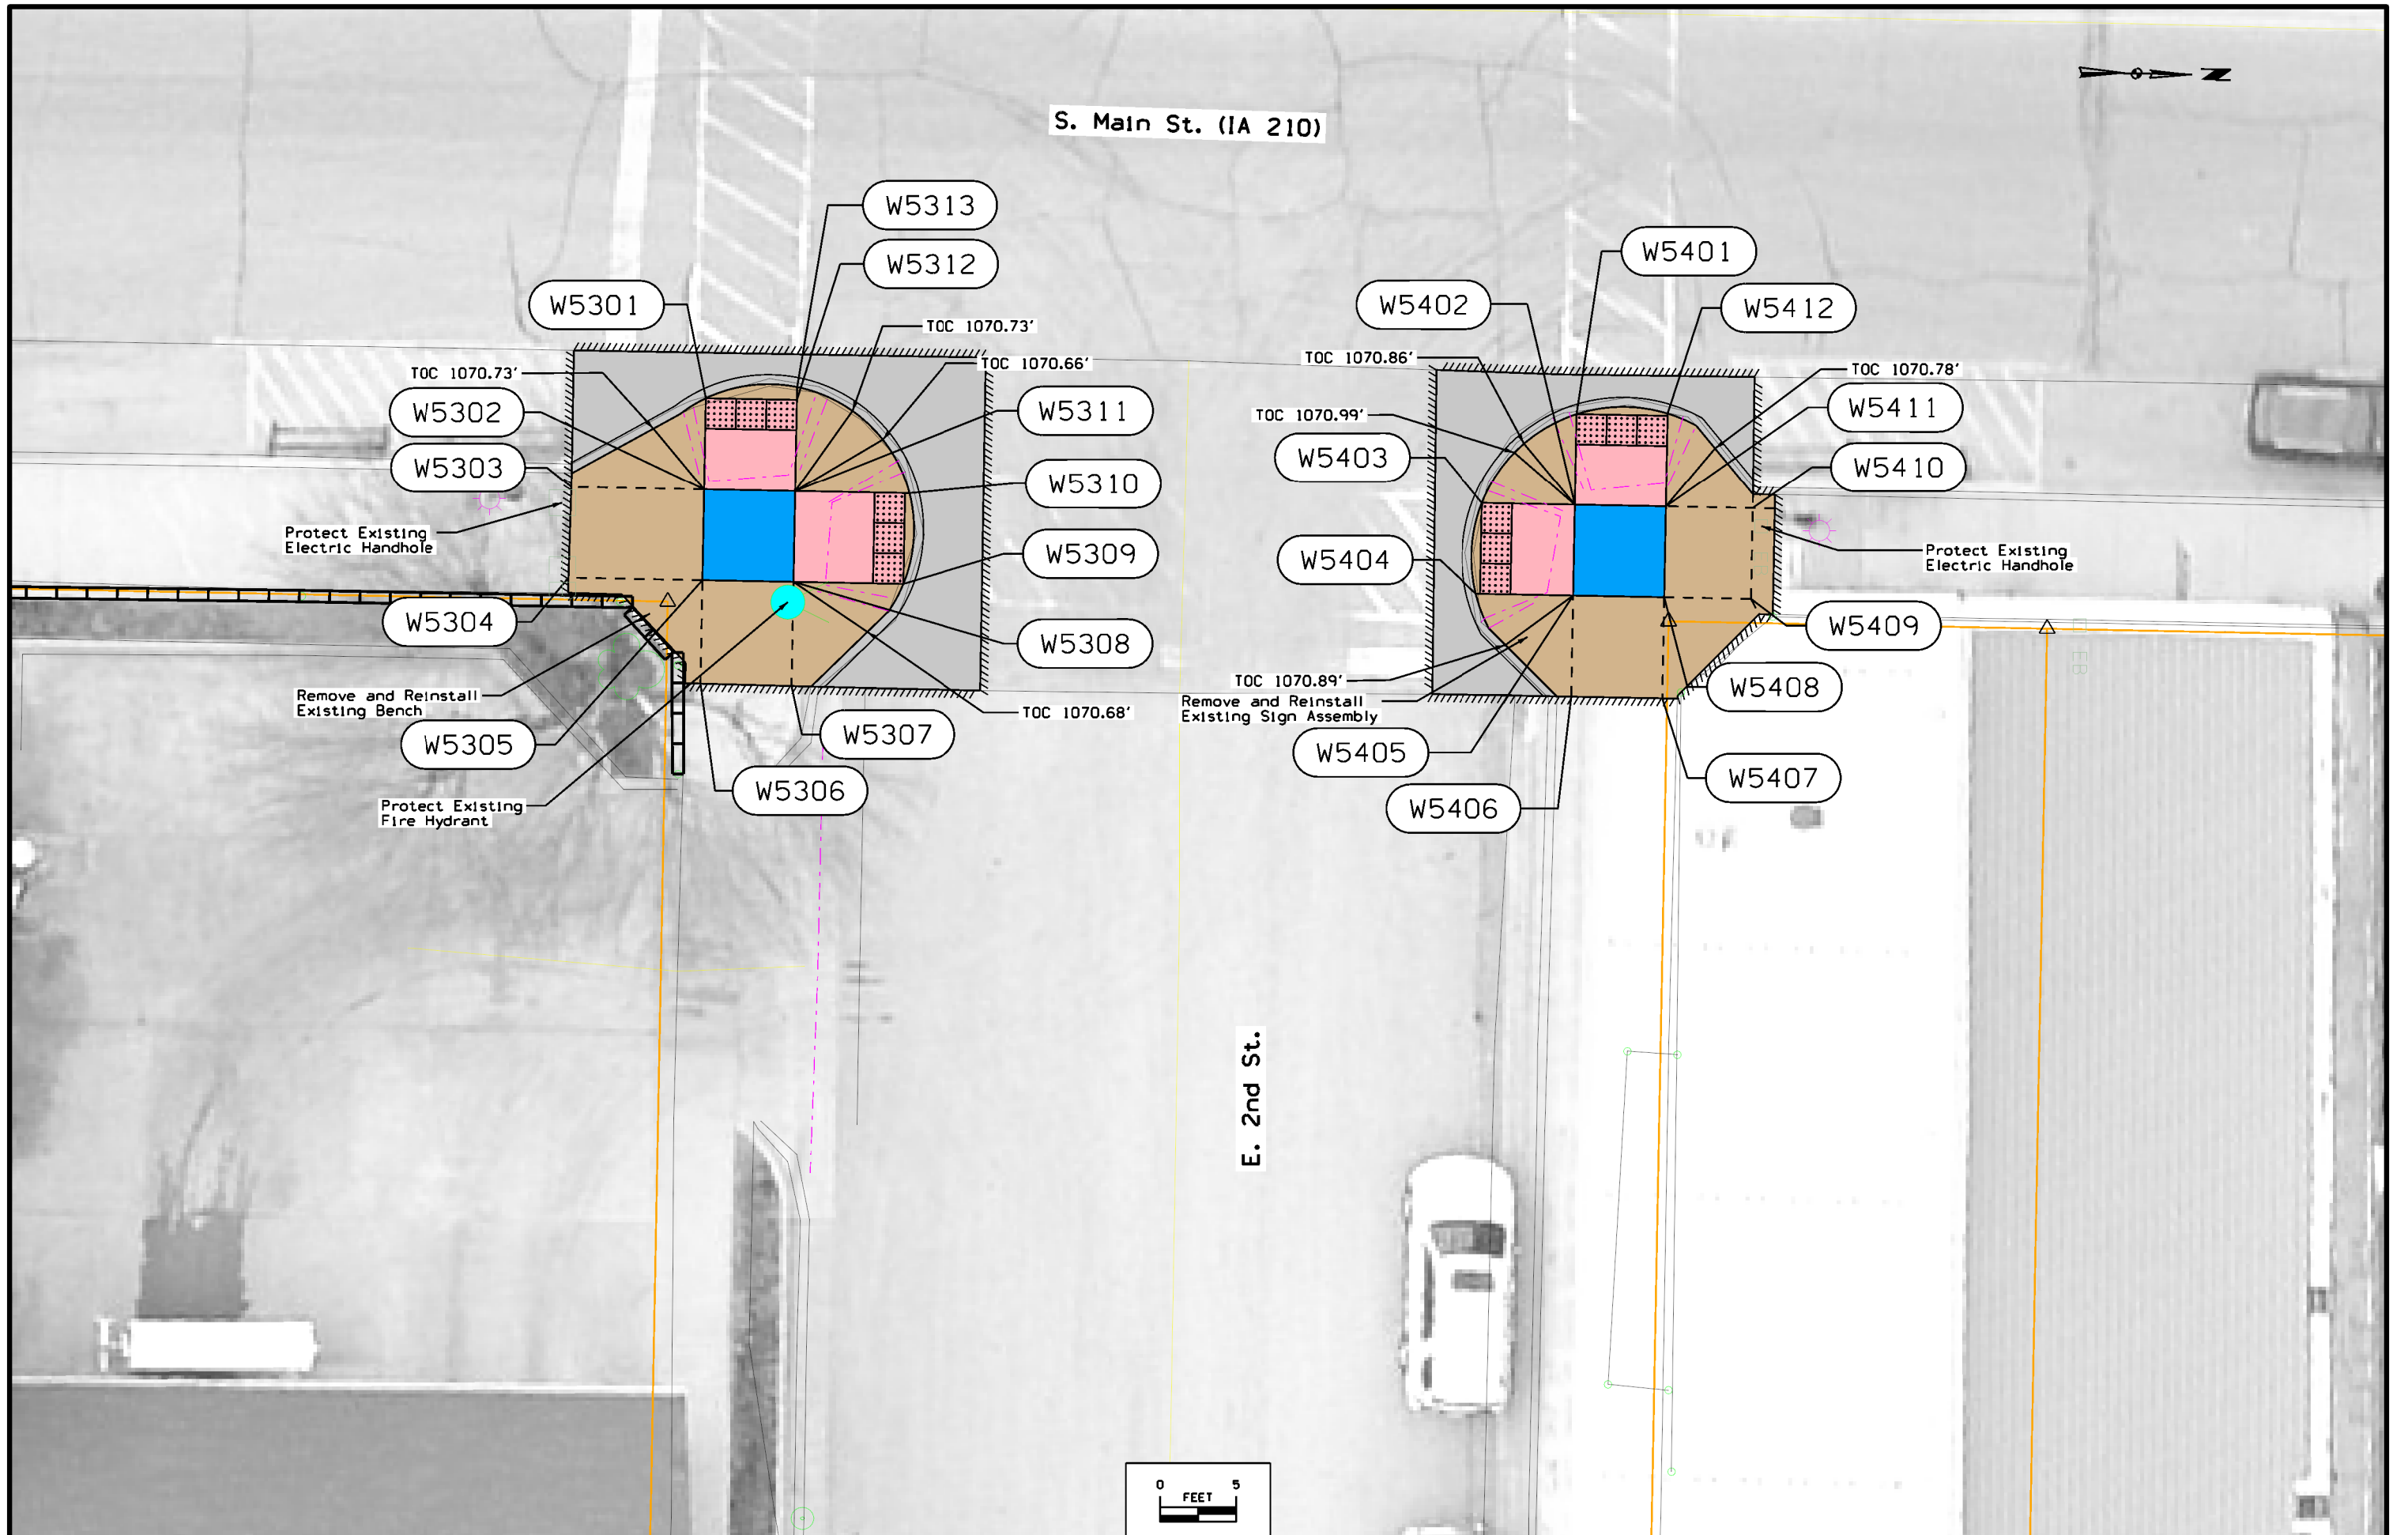 N
S. Main St. (IA 210)
W5313
W5312
W5301
TOC 1070.73'
TOC 1070.66'
TOC 1070.73'
W5302
W5311
W5303
W5310
Protect Existing
Electric Handhole
W5309
W5304
W5308
Remove and Reinstall
Existing Bench
TOC 1070.68'
W5305
W5307
W5306
Protect Existing
Fire Hydrant
W5401
W5402
W5412
TOC 1070.86'
TOC 1070.78'
TOC 1070.99'
W5411
W5403
W5410
W5404
Protect Existing
Electric Handhole
W5409
TOC 1070.89'
W5408
Remove and Reinstall
Existing Sign Assembly
W5405
W5407
W5406
E. 2nd St.
0 5
FEET